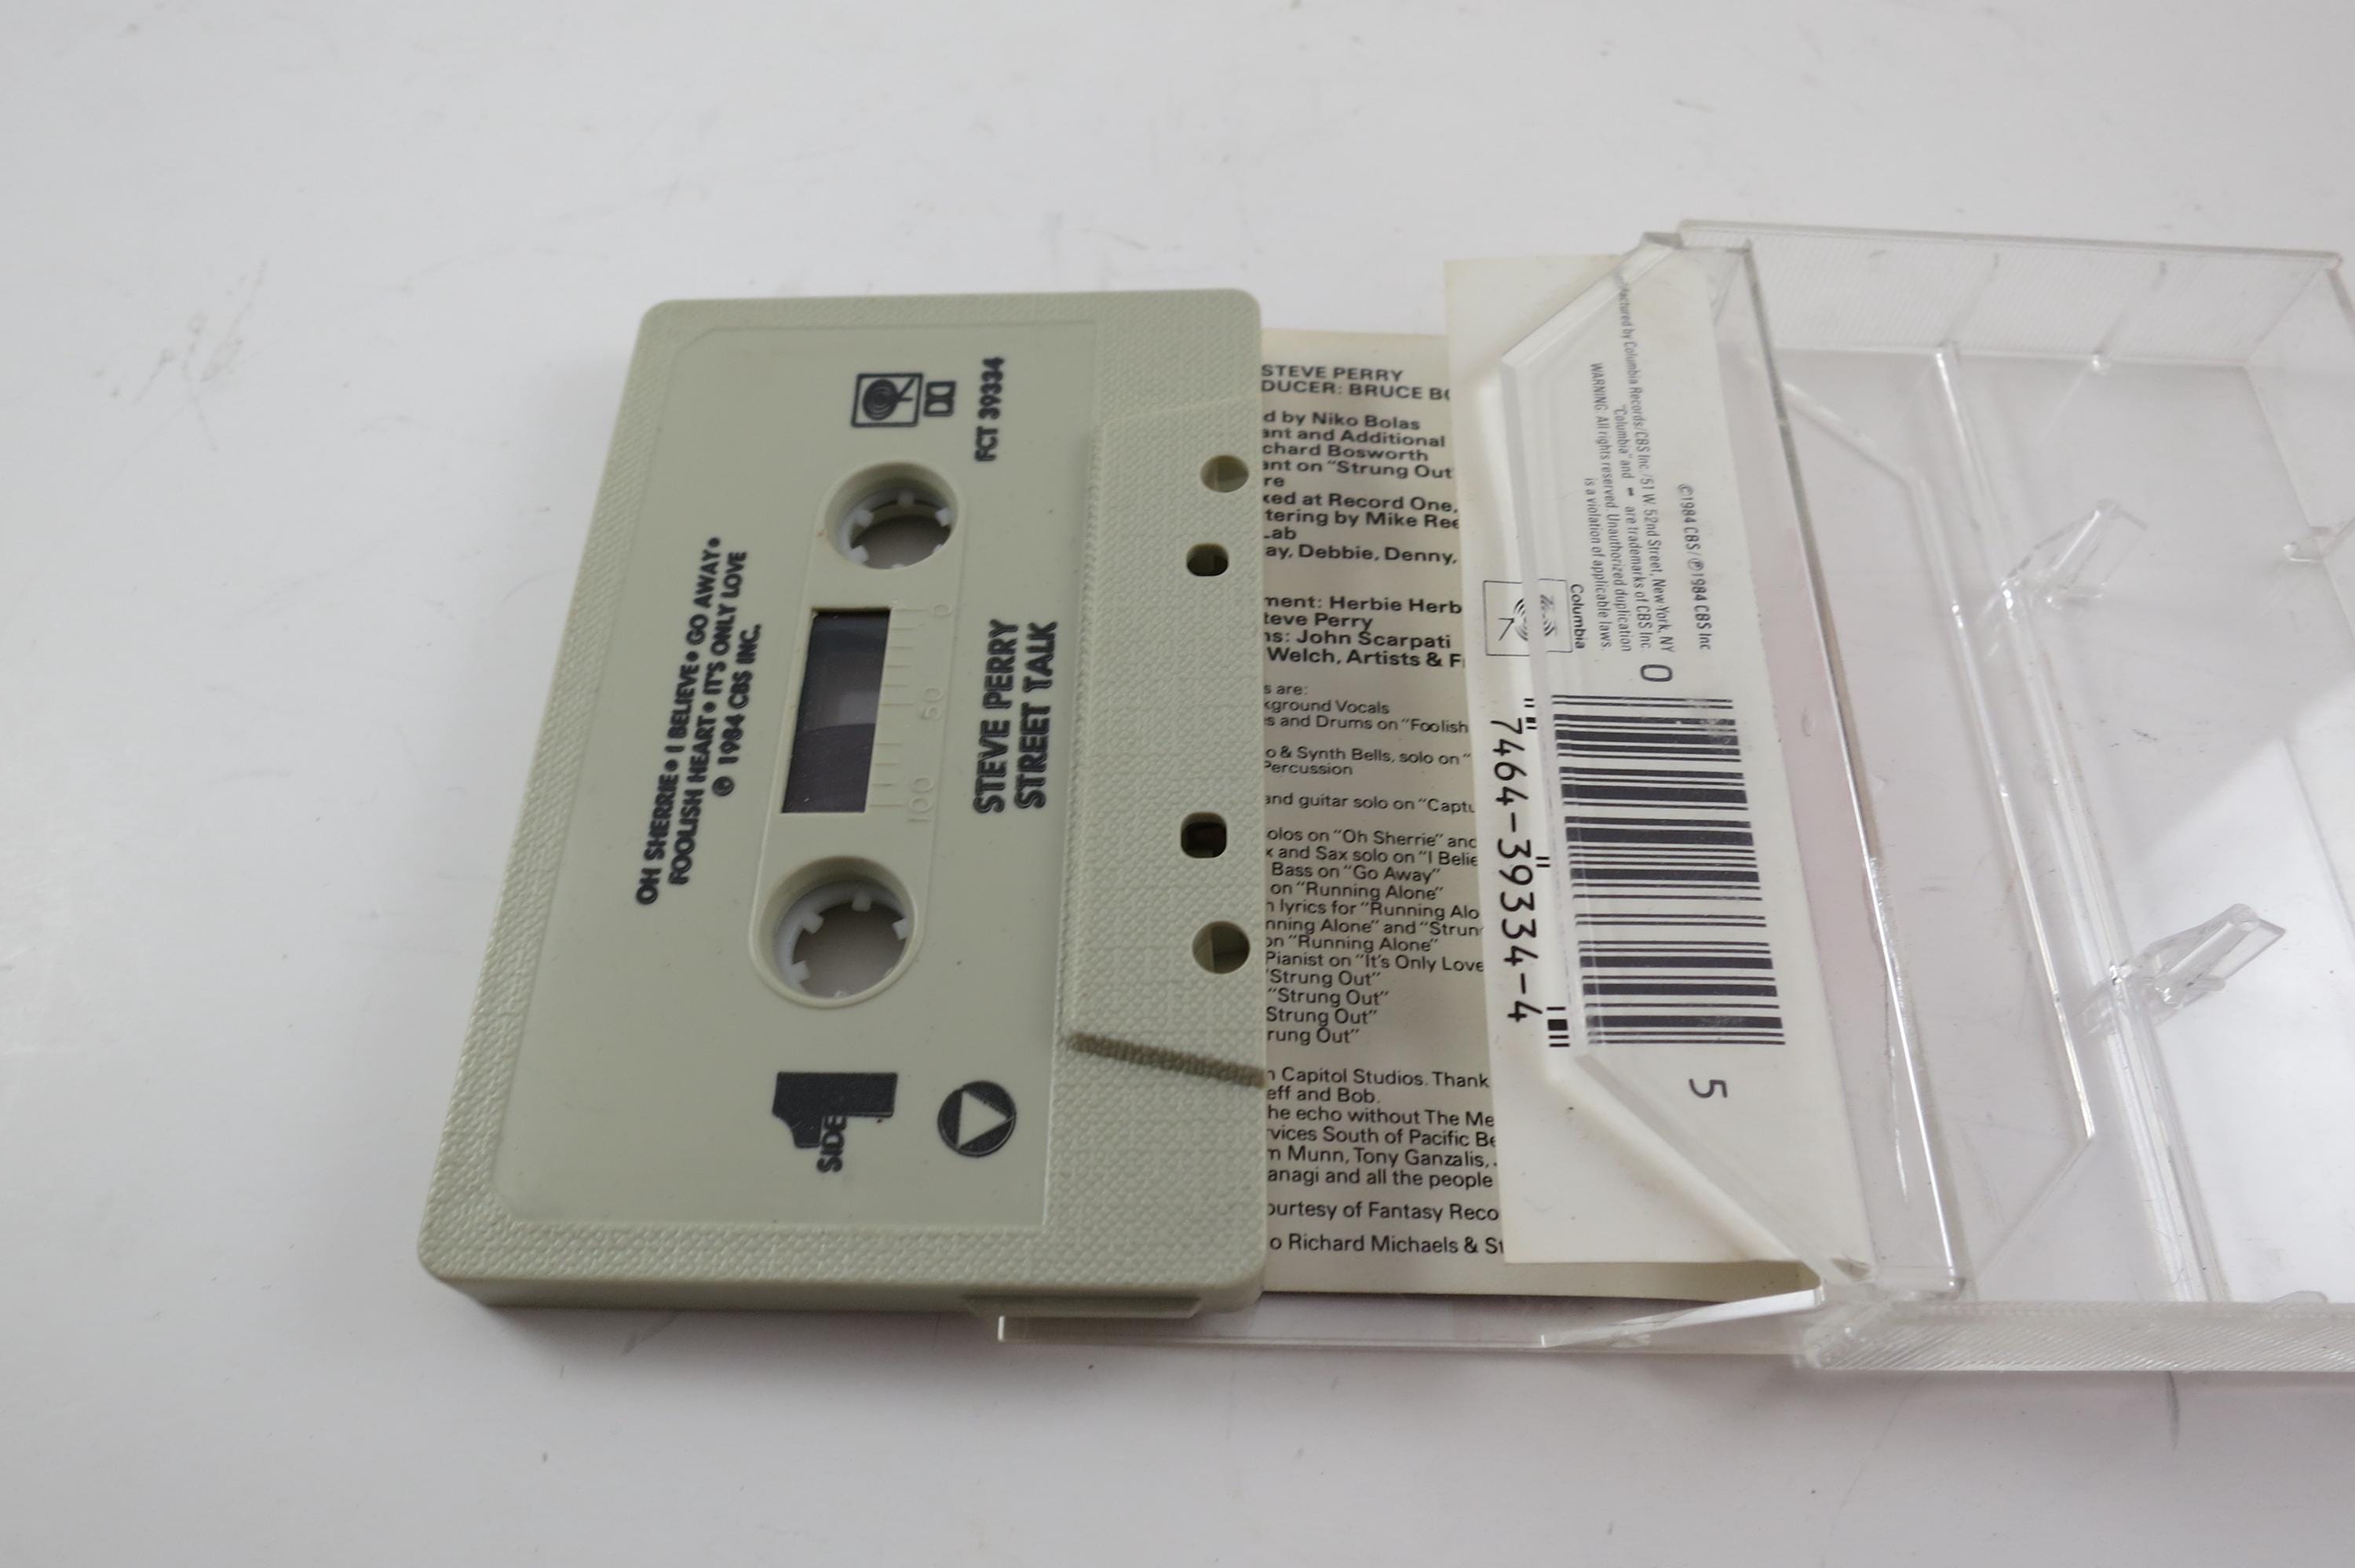 STEVE PERRY
STREET TALK
FCT 39334
SIDE 1
OH SHERRIE • I BELIEVE • GO AWAY •
FOOLISH HEART • IT'S ONLY LOVE
© 1984 CBS INC.
STEVE PERRY
DUCER: BRUCE
d by Niko Bolas
ant and Additional
chard Bosworth
ant on "Strung Out
re
xed at Record One,
tering by Mike Ree
Lab
ay, Debbie, Denny,
ment: Herbie Herb
teve Perry
ns: John Scarpati
Welch, Artists & F
s are:
kground Vocals
s and Drums on "Foolish
o & Synth Bells, solo on "
Percussion
and guitar solo on "Captu
olos on "Oh Sherrie" and
x and Sax solo on "I Belie
Bass on "Go Away"
on "Running Alone"
n lyrics for "Running Alo
nning Alone" and "Strun
on "Running Alone"
Pianist on "It's Only Love
"Strung Out"
"Strung Out"
Strung Out"
rung Out"
n Capitol Studios. Thank
eff and Bob.
he echo without The Me
vices South of Pacific Be
m Munn, Tony Ganzalis,
anagi and all the people
ourtesy of Fantasy Reco
o Richard Michaels & St
©1984 CBS/℗1984 CBS Inc
factured by Columbia Records/CBS Inc./51 W. 52nd Street, New York, NY
"Columbia" and are trademarks of CBS Inc.
WARNING: All rights reserved. Unauthorized duplication
is a violation of applicable laws.
Columbia
0
7464-39334-4
5
0 50 100